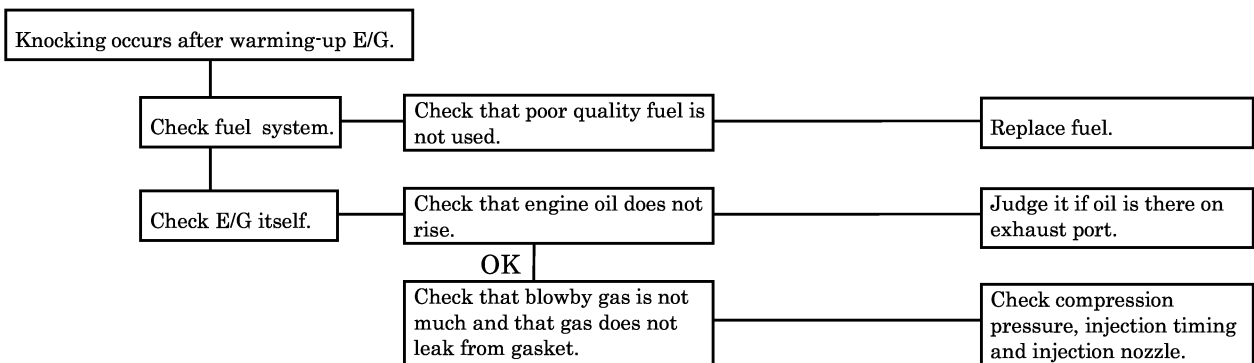 Knocking occurs after warming-up E/G.
Check fuel system.
Check that poor quality fuel is
not used.
Replace fuel.
Check E/G itself.
Check that engine oil does not
rise.
Judge it if oil is there on
exhaust port.
OK
Check that blowby gas is not
much and that gas does not
leak from gasket.
Check compression
pressure, injection timing
and injection nozzle.